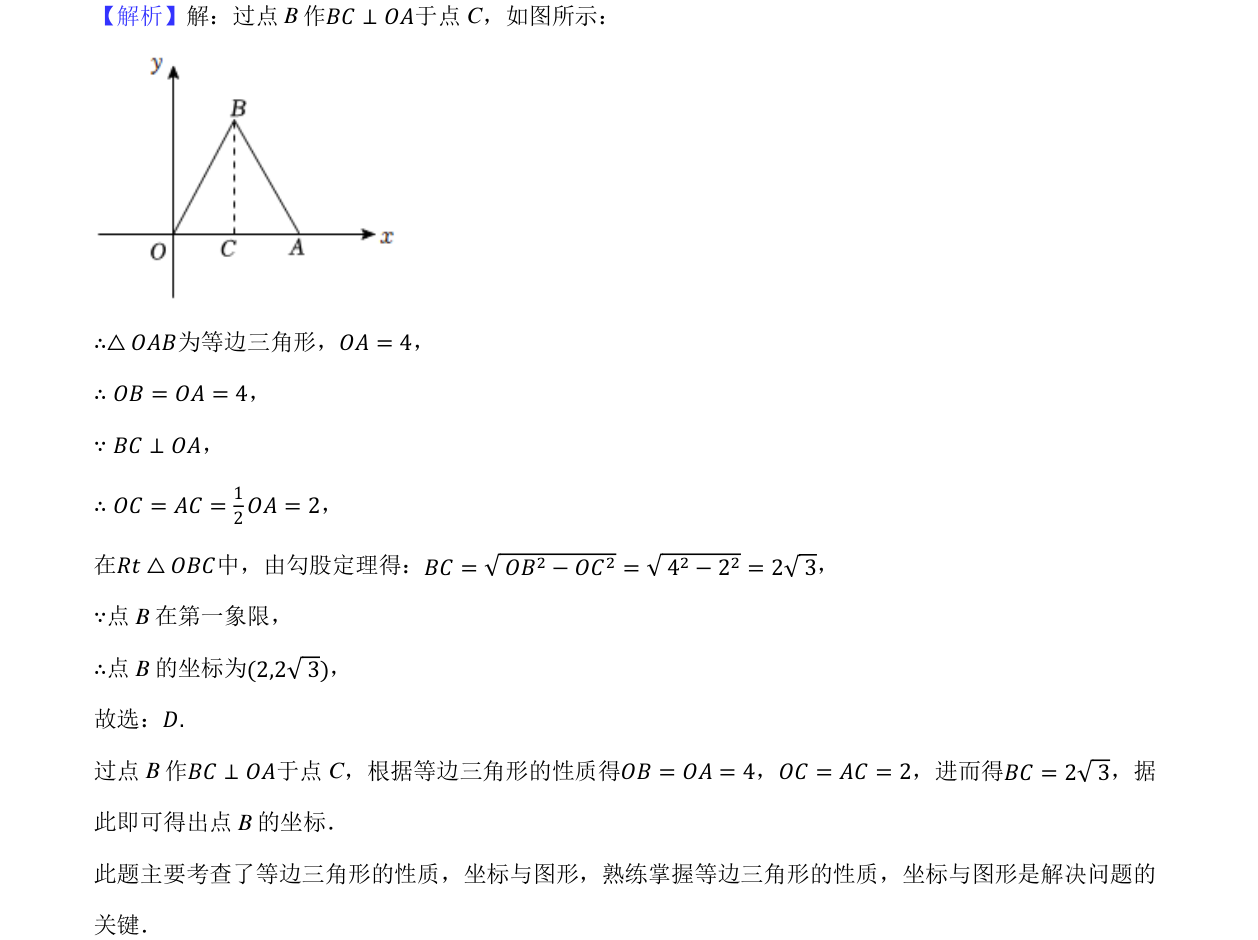 【解析】解：过点 B 作BC ⊥ OA于点 C，如图所示：
y
B
O
C
A
x
∴△ OAB为等边三角形，OA = 4，
∴ OB = OA = 4，
∵ BC ⊥ OA，
∴ OC = AC = 1/2 OA = 2，
在Rt △ OBC中，由勾股定理得：BC = √(OB² − OC²) = √(4² − 2²) = 2√3，
∵点 B 在第一象限，
∴点 B 的坐标为(2,2√3)，
故选：D.
过点 B 作BC ⊥ OA于点 C，根据等边三角形的性质得OB = OA = 4，OC = AC = 2，进而得BC = 2√3，据
此即可得出点 B 的坐标．
此题主要考查了等边三角形的性质，坐标与图形，熟练掌握等边三角形的性质，坐标与图形是解决问题的
关键．